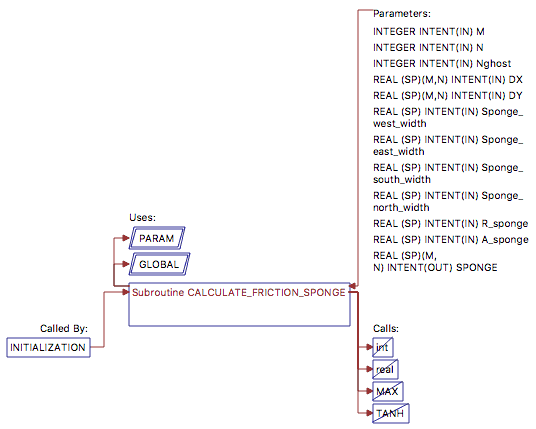 Parameters:
INTEGER INTENT(IN) M
INTEGER INTENT(IN) N
INTEGER INTENT(IN) Nghost
REAL (SP)(M,N) INTENT(IN) DX
REAL (SP)(M,N) INTENT(IN) DY
REAL (SP) INTENT(IN) Sponge_
west_width
REAL (SP) INTENT(IN) Sponge_
east_width
REAL (SP) INTENT(IN) Sponge_
south_width
REAL (SP) INTENT(IN) Sponge_
north_width
REAL (SP) INTENT(IN) R_sponge
REAL (SP) INTENT(IN) A_sponge
REAL (SP)(M,
N) INTENT(OUT) SPONGE
Uses:
PARAM
GLOBAL
Subroutine CALCULATE_FRICTION_SPONGE
Called By:
INITIALIZATION
Calls:
int
real
MAX
TANH